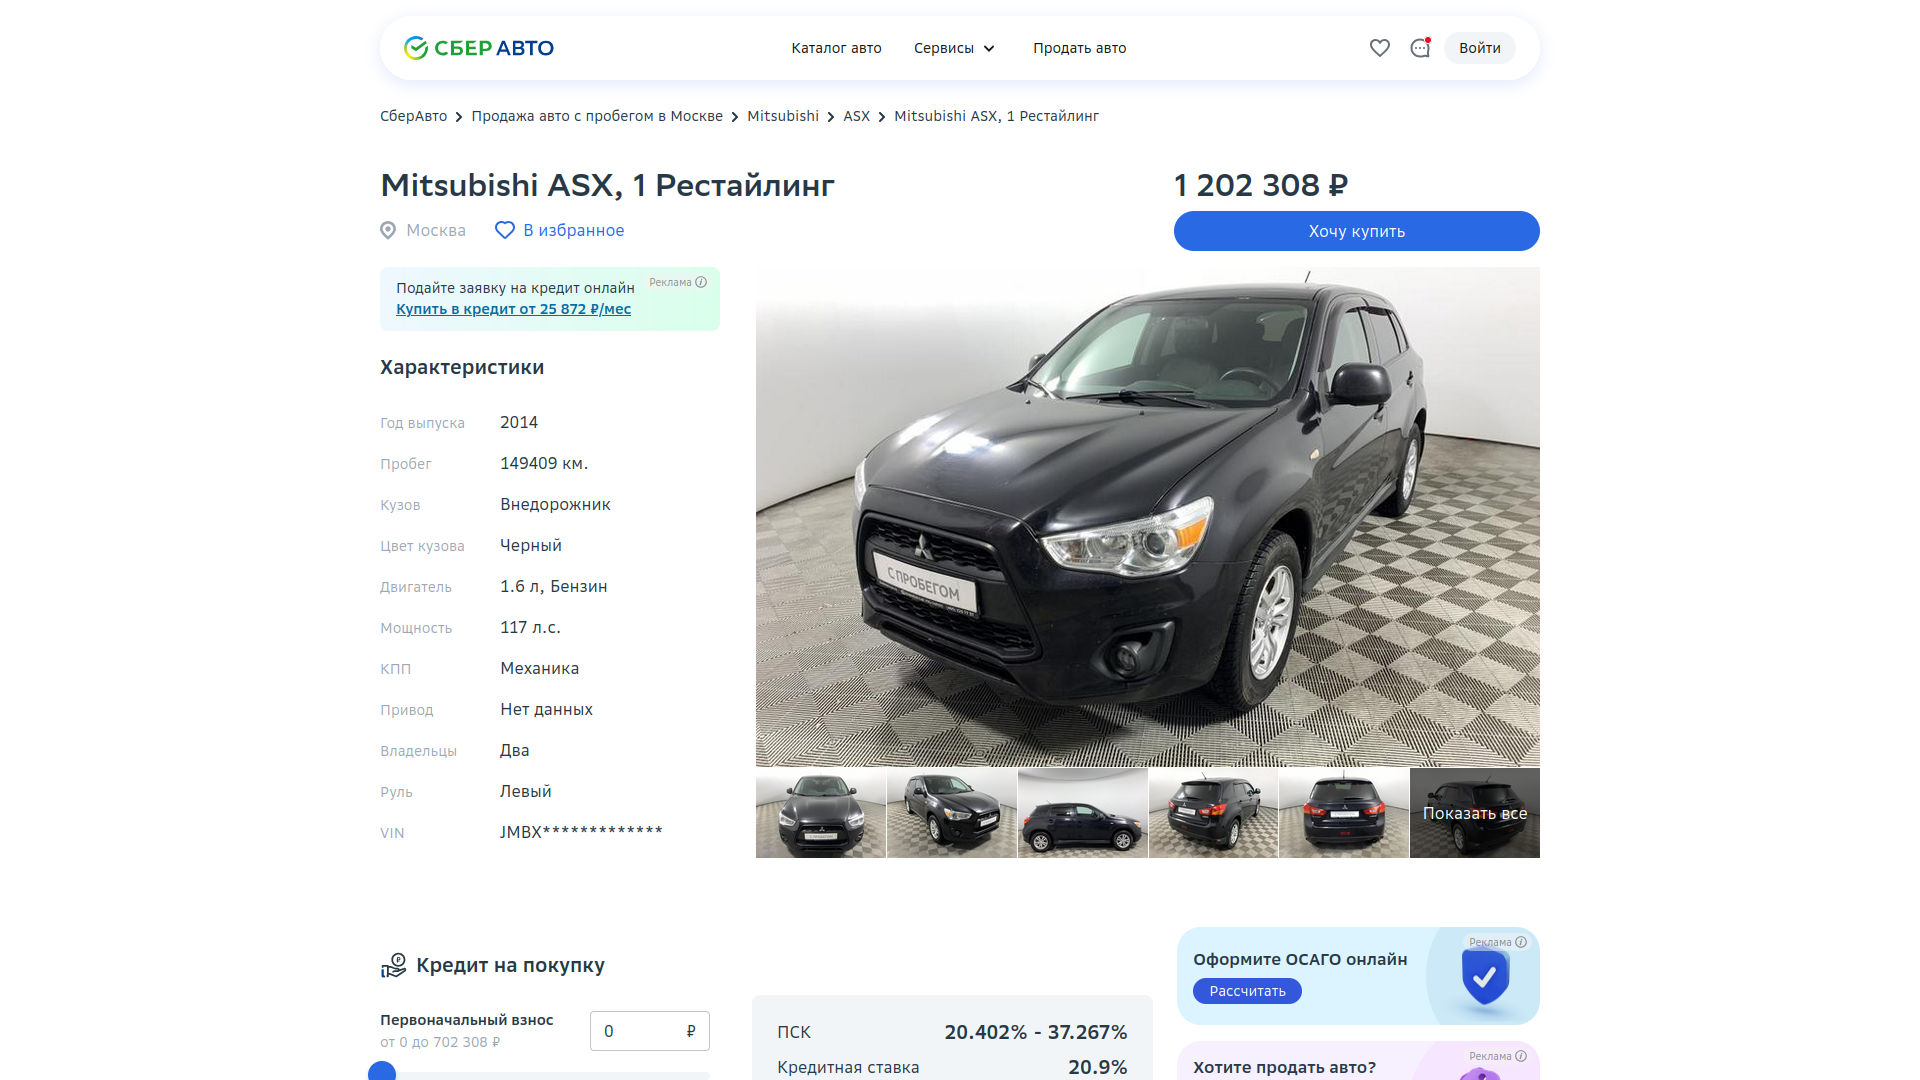 СБЕР АВТО
Каталог авто
Сервисы
Продать авто
Войти
СберАвто
Продажа авто с пробегом в Москве
Mitsubishi
ASX
Mitsubishi ASX, 1 Рестайлинг
Mitsubishi ASX, 1 Рестайлинг
1 202 308 ₽
Москва
В избранное
Хочу купить
Подайте заявку на кредит онлайн
Реклама
Купить в кредит от 25 872 ₽/мес
Характеристики
Год выпуска 2014
Пробег 149409 км.
Кузов Внедорожник
Цвет кузова Черный
Двигатель 1.6 л, Бензин
Мощность 117 л.с.
КПП Механика
Привод Нет данных
Владельцы Два
Руль Левый
VIN JMBX*************
С ПРОБЕГОМ
Показать все
Кредит на покупку
Первоначальный взнос
от 0 до 702 308 ₽
0 ₽
ПСК 20.402% - 37.267%
Кредитная ставка 20.9%
Реклама
Оформите ОСАГО онлайн
Рассчитать
Реклама
Хотите продать авто?